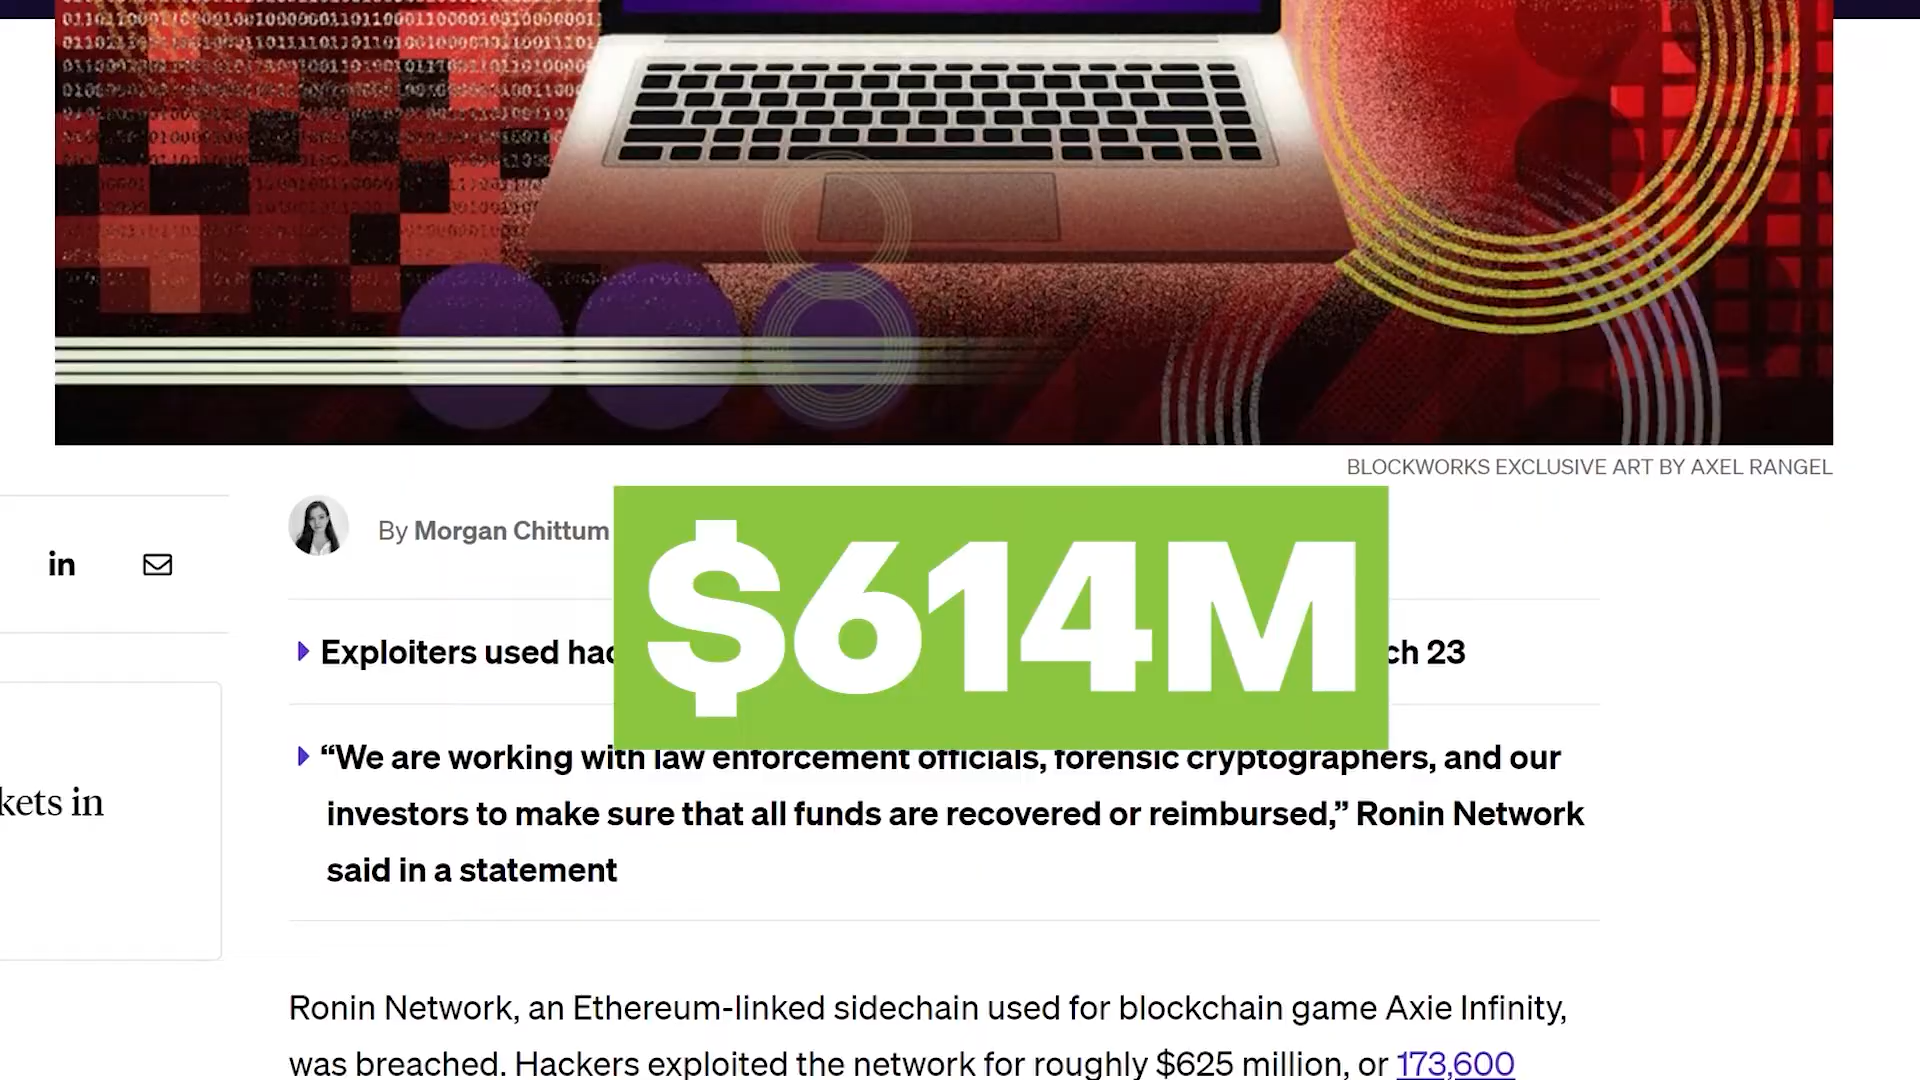 BLOCKWORKS EXCLUSIVE ART BY AXEL RANGEL
in
By Morgan Chittum
$614M
Exploiters used
23
“We are working with law enforcement officials, forensic cryptographers, and our
investors to make sure that all funds are recovered or reimbursed,” Ronin Network
said in a statement
in
Ronin Network, an Ethereum-linked sidechain used for blockchain game Axie Infinity,
was breached. Hackers exploited the network for roughly $625 million, or 173,600